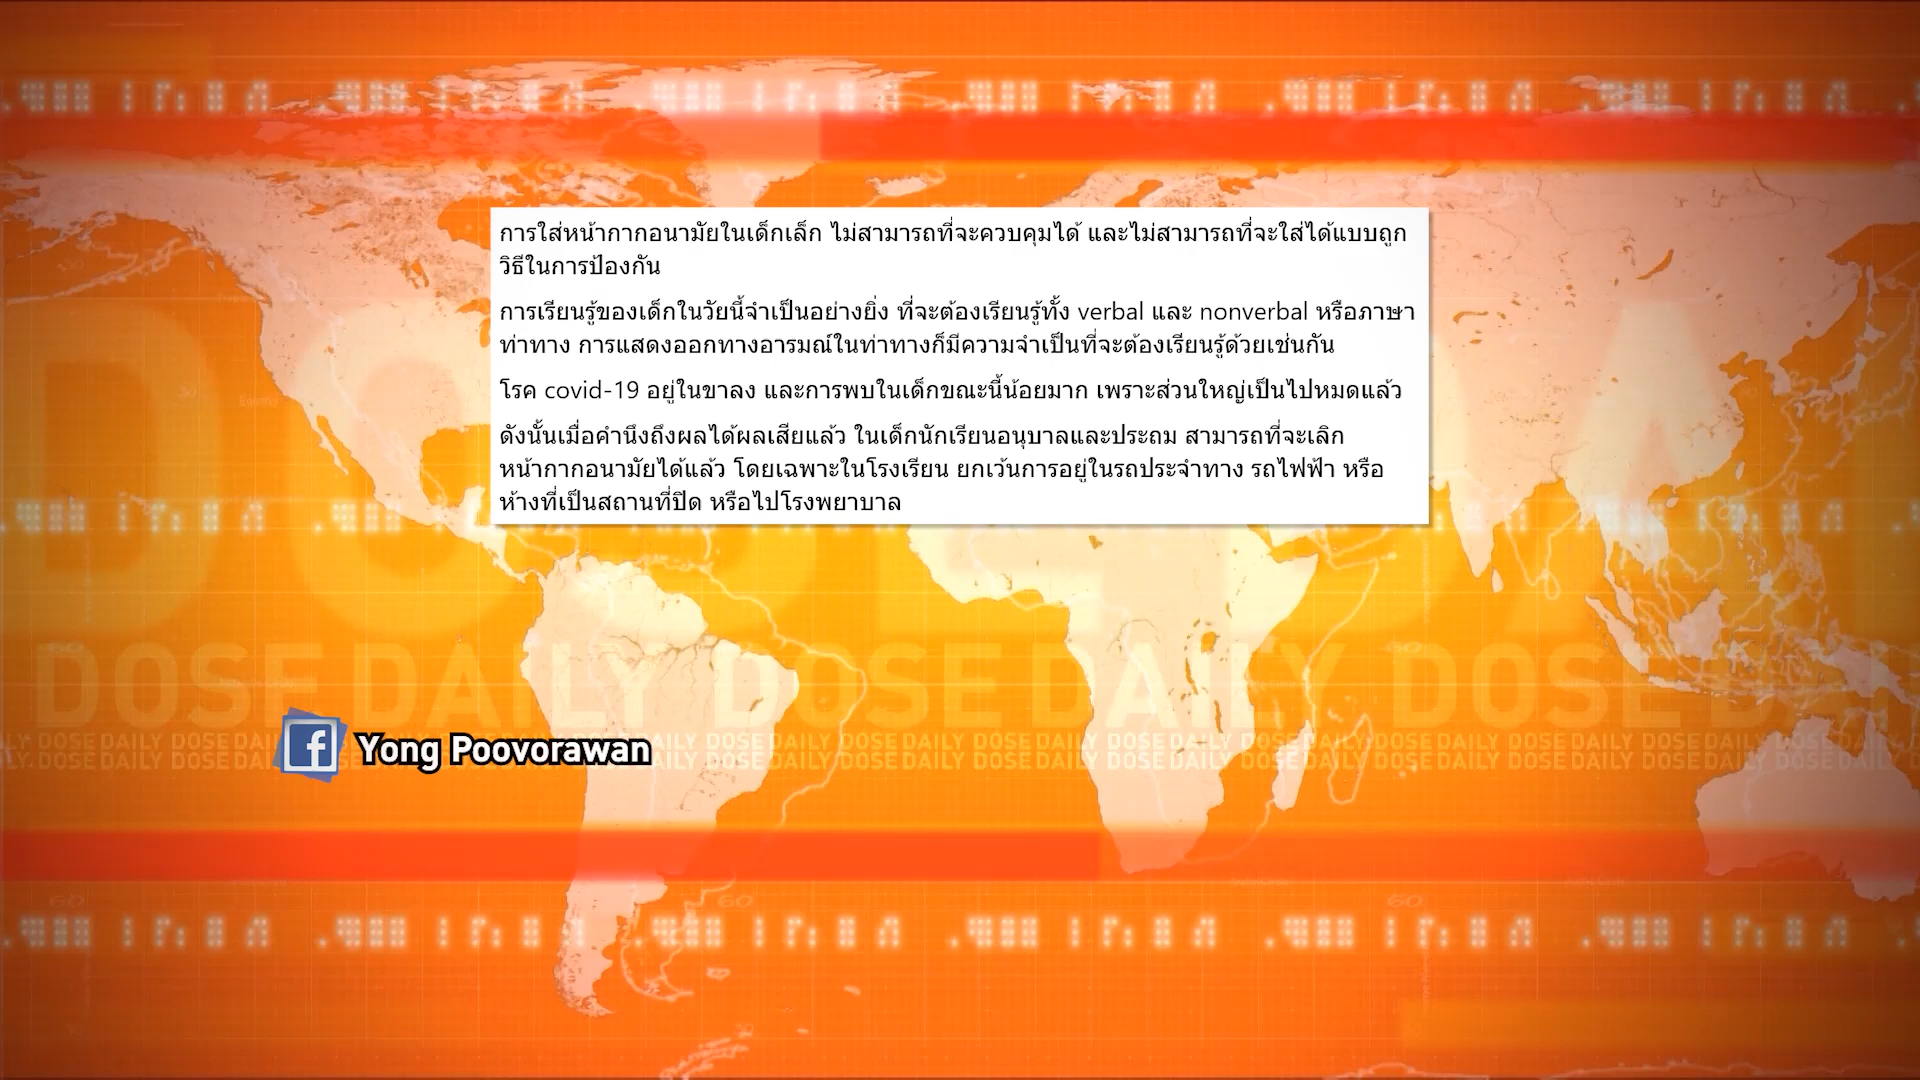 การใส่หน้ากากอนามัยในเด็กเล็ก ไม่สามารถที่จะควบคุมได้ และไม่สามารถที่จะใส่ได้แบบถูก
วิธีในการป้องกัน
การเรียนรู้ของเด็กในวัยนี้จำเป็นอย่างยิ่ง ที่จะต้องเรียนรู้ทั้ง verbal และ nonverbal หรือภาษา
ท่าทาง การแสดงออกทางอารมณ์ในท่าทางก็มีความจำเป็นที่จะต้องเรียนรู้ด้วยเช่นกัน
โรค covid-19 อยู่ในขาลง และการพบในเด็กขณะนี้น้อยมาก เพราะส่วนใหญ่เป็นไปหมดแล้ว
ดังนั้นเมื่อคำนึงถึงผลได้ผลเสียแล้ว ในเด็กนักเรียนอนุบาลและประถม สามารถที่จะเลิก
หน้ากากอนามัยได้แล้ว โดยเฉพาะในโรงเรียน ยกเว้นการอยู่ในรถประจำทาง รถไฟฟ้า หรือ
ห้างที่เป็นสถานที่ปิด หรือไปโรงพยาบาล
DOSE DAILY DOSE DAILY DOSE DA
Yong Poovorawan